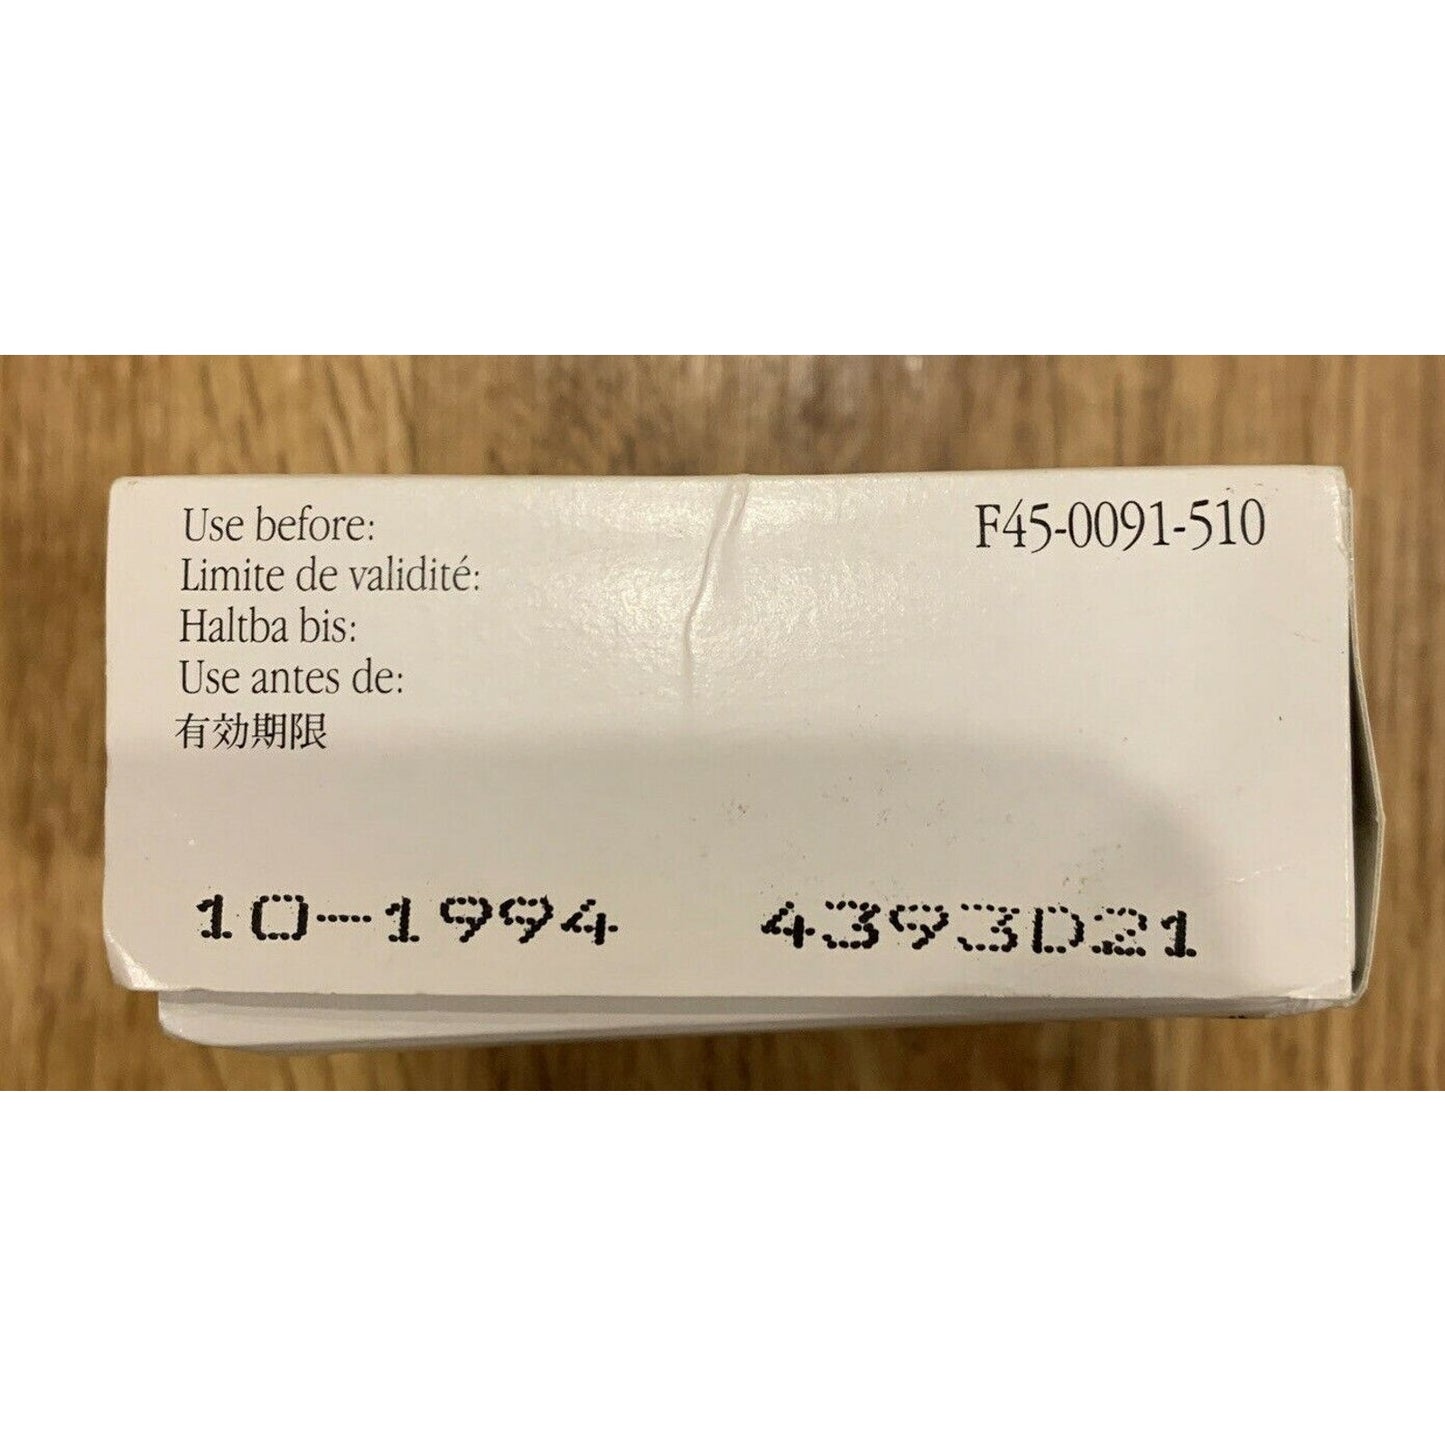 Use before:
F45-0091-510
Limite de validité:
Haltba bis:
Use antes de:
有効期限
10-1994 4393D21